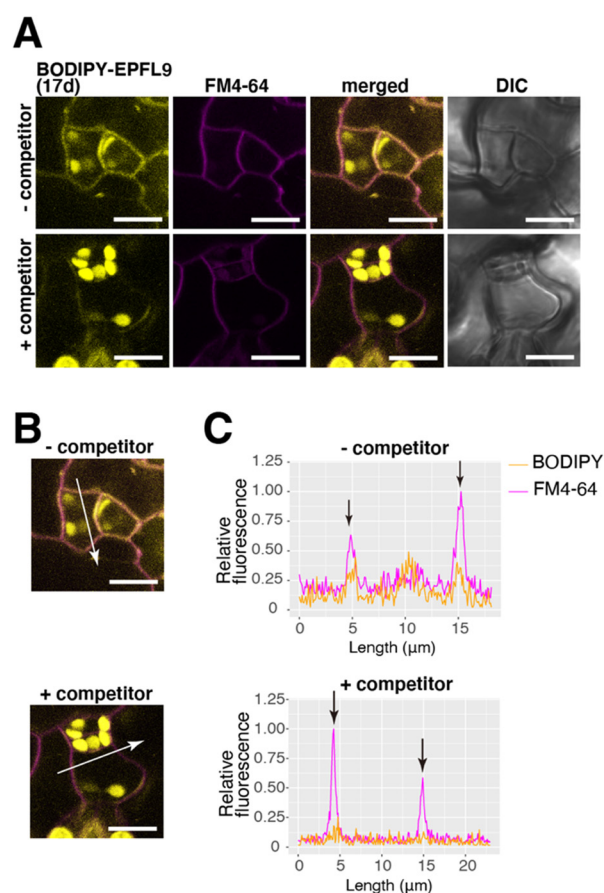 A
BODIPY-EPFL9
(17d)
FM4-64
merged
DIC
- competitor
+ competitor
B
- competitor
+ competitor
C
- competitor
BODIPY
FM4-64
Relative
fluorescence
1.25
1.00
0.75
0.50
0.25
0
0
5
10
15
Length (µm)
+ competitor
Relative
fluorescence
1.25
1.00
0.75
0.50
0.25
0.00
0
5
10
15
20
Length (µm)